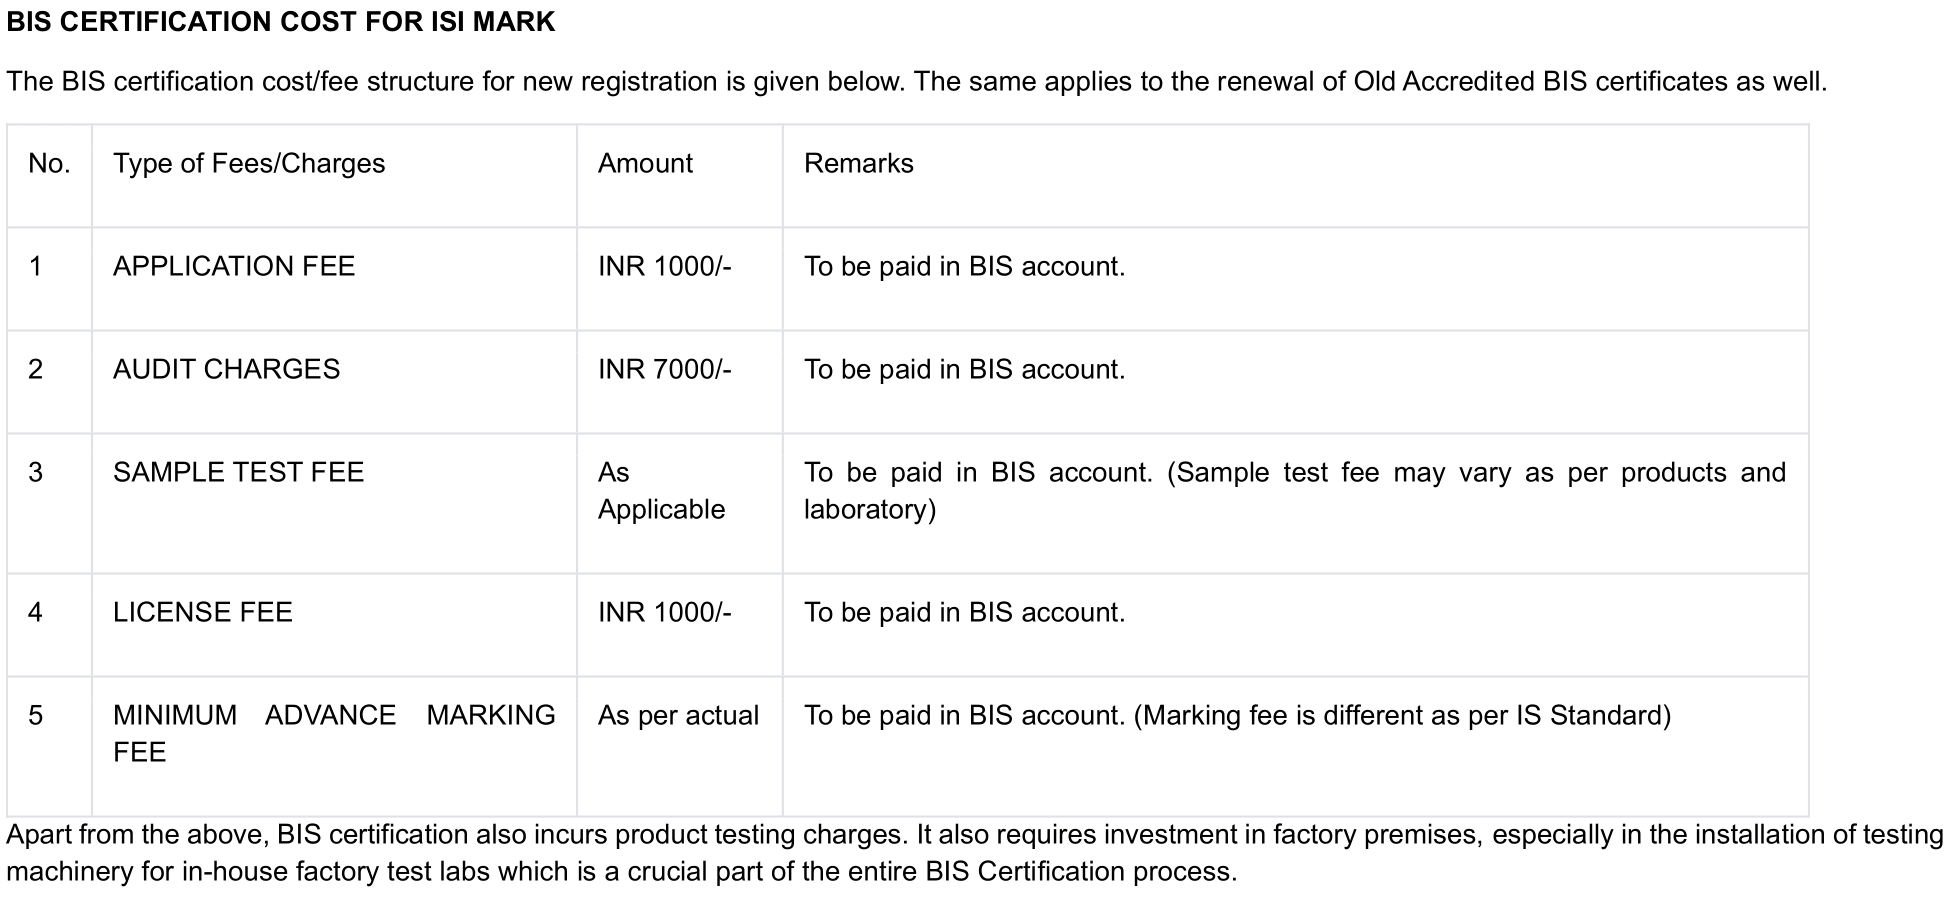 BIS CERTIFICATION COST FOR ISI MARK
The BIS certification cost/fee structure for new registration is given below. The same applies to the renewal of Old Accredited BIS certificates as well.
No. Type of Fees/Charges Amount Remarks
1 APPLICATION FEE INR 1000/- To be paid in BIS account.
2 AUDIT CHARGES INR 7000/- To be paid in BIS account.
3 SAMPLE TEST FEE As Applicable To be paid in BIS account. (Sample test fee may vary as per products and laboratory)
4 LICENSE FEE INR 1000/- To be paid in BIS account.
5 MINIMUM ADVANCE MARKING FEE As per actual To be paid in BIS account. (Marking fee is different as per IS Standard)
Apart from the above, BIS certification also incurs product testing charges. It also requires investment in factory premises, especially in the installation of testing
machinery for in-house factory test labs which is a crucial part of the entire BIS Certification process.